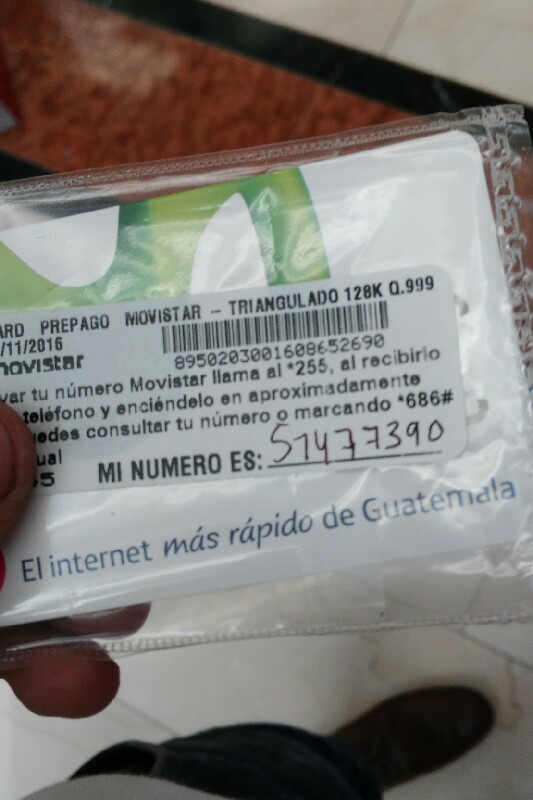 ARD PREPAGO MOVISTAR - TRIANGULADO 128K Q.999
/11/2016
movistar
8950203001608652690
var tu número Movistar llama al *255, al recibirlo
teléfono y enciéndelo en aproximadamente
uedes consultar tu número o marcando *686#
ual
MI NUMERO ES: 51477390
El internet más rápido de Guatemala